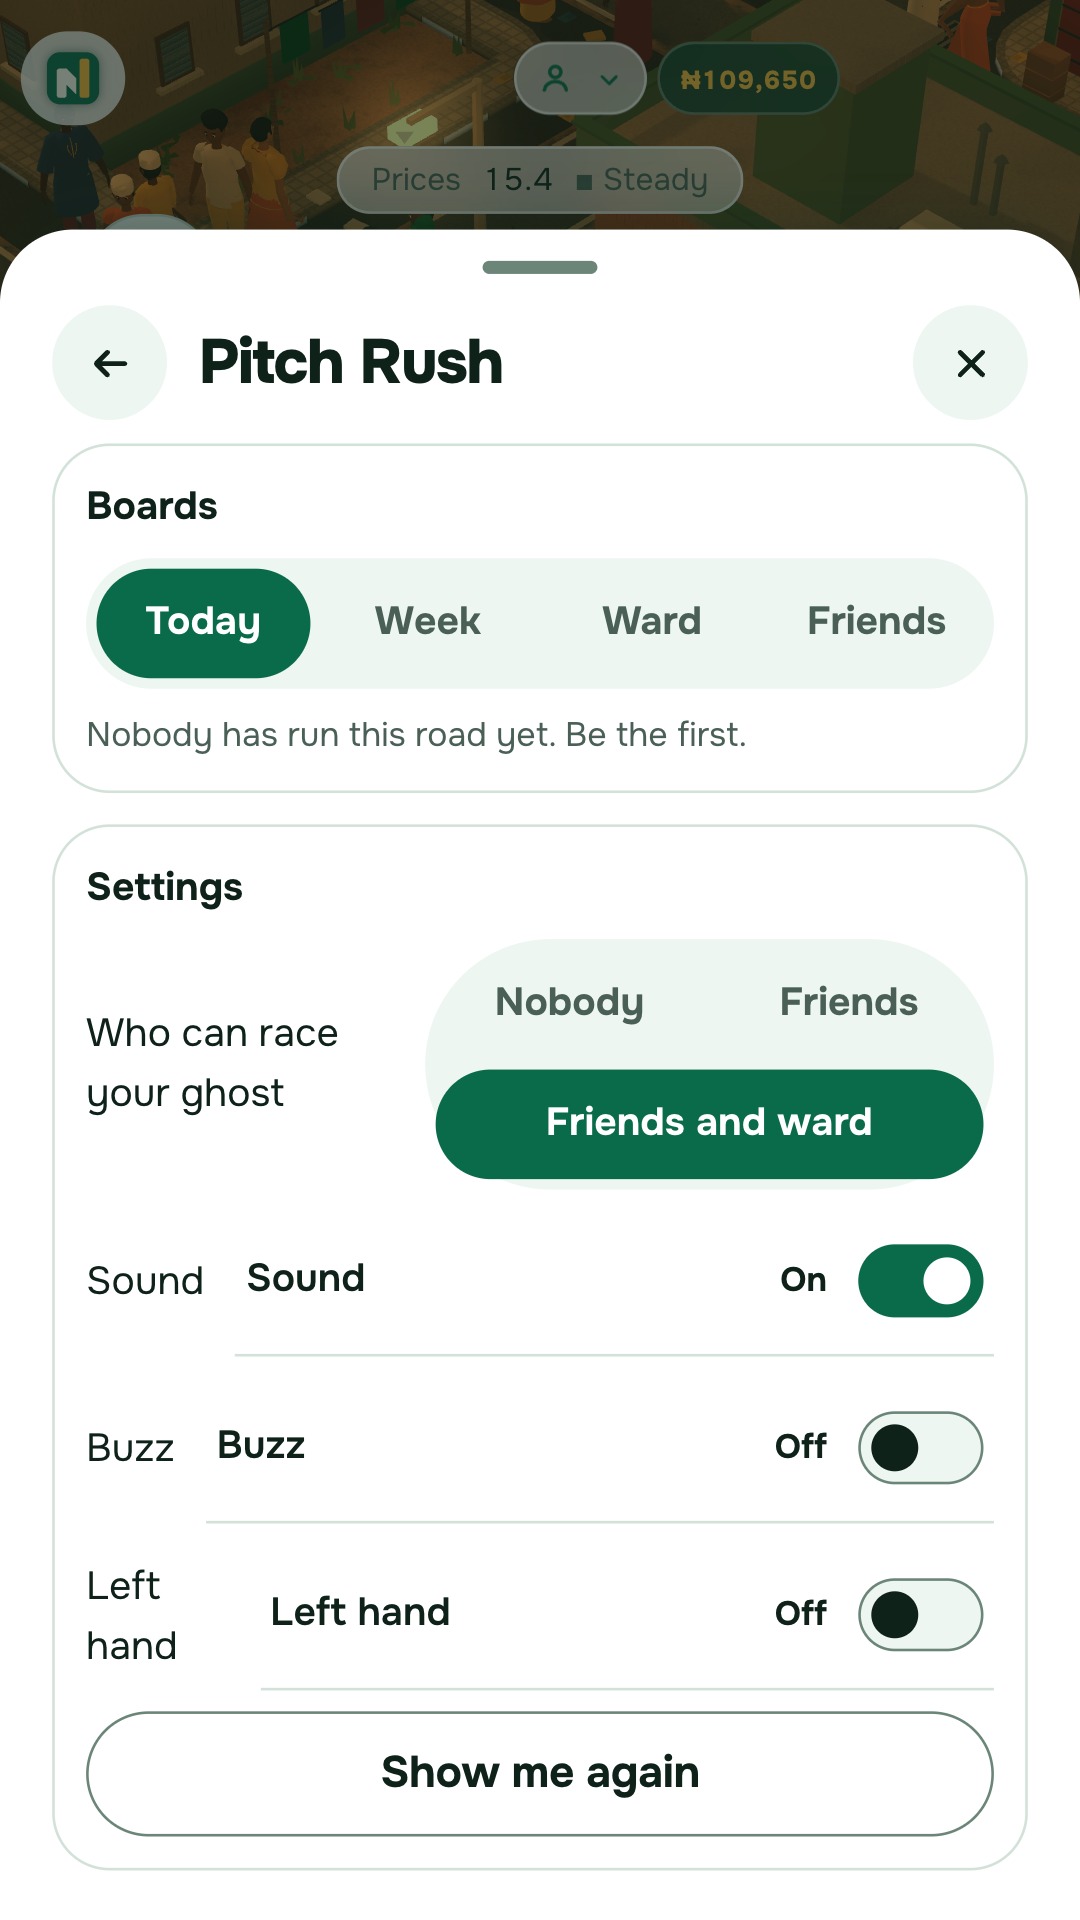 N
₦109,650
Prices 15.4 Steady
Pitch Rush
Boards
Today Week Ward Friends
Nobody has run this road yet. Be the first.
Settings
Nobody Friends
Who can race
your ghost
Friends and ward
Sound Sound On
Buzz Buzz Off
Left
hand
Left hand Off
Show me again